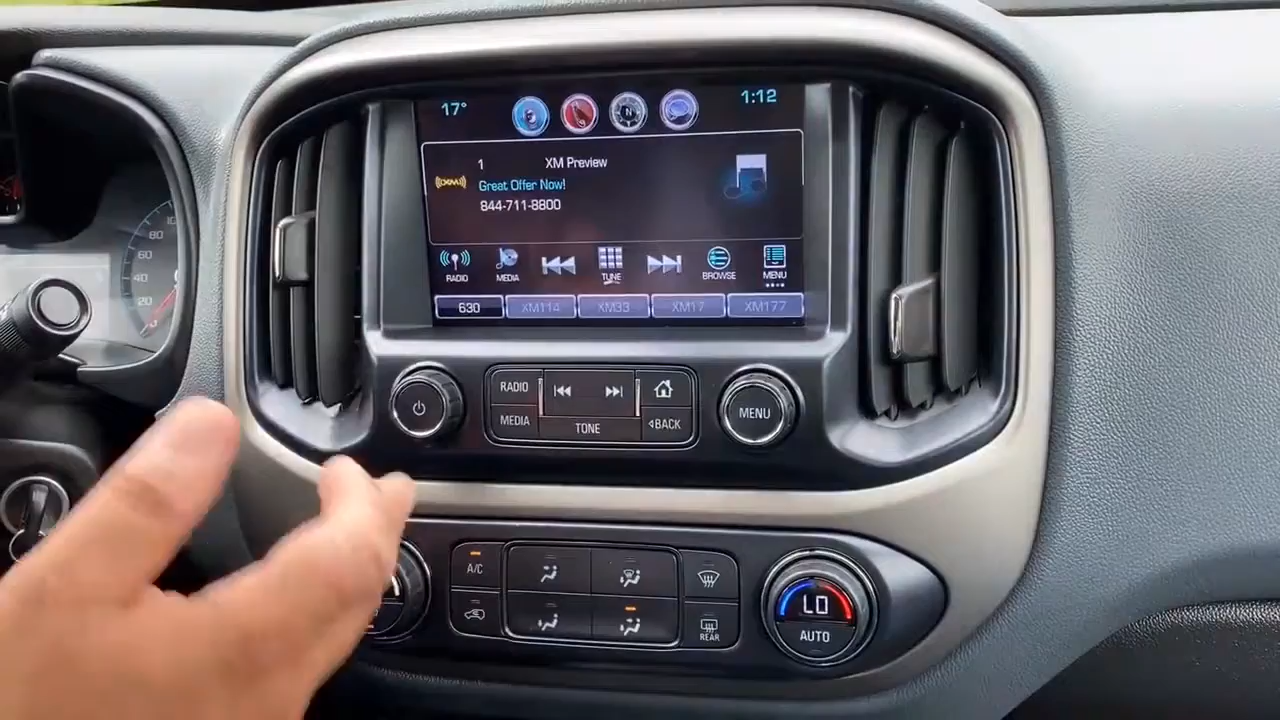 17° 1:12
N
1 XM Preview
((XM))
Great Offer Now!
844-711-8800
RADIO MEDIA TUNE BROWSE MENU
630 XM114 XM33 XM17 XM177
80
60
40
20
RADIO
MEDIA
TONE
BACK
MENU
A/C
REAR
LO
AUTO